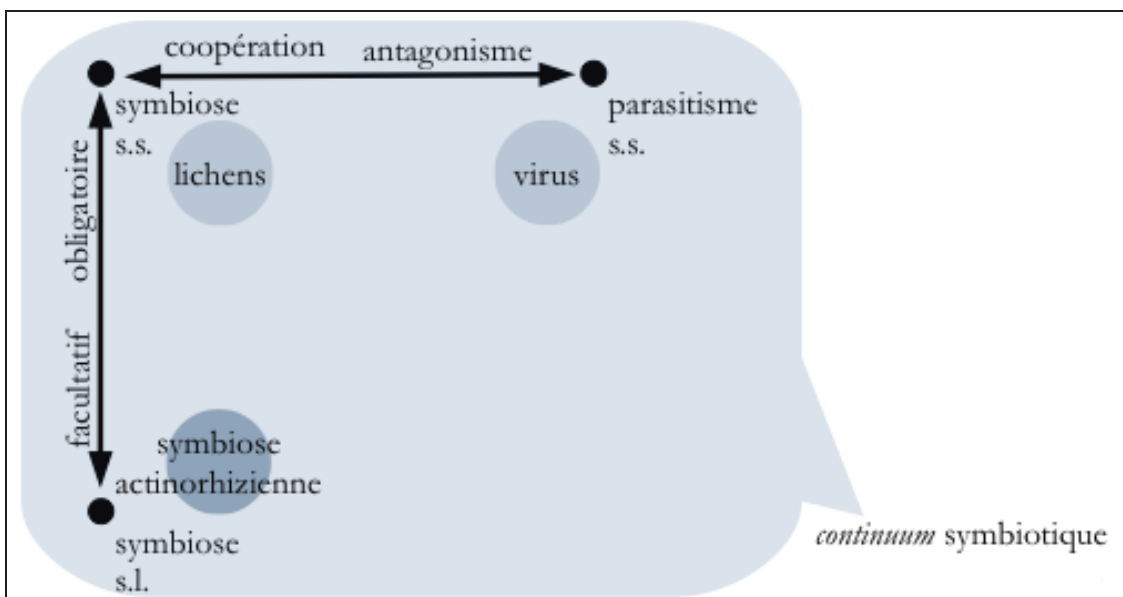 coopération
antagonisme
symbiose
s.s.
parasitisme
s.s.
lichens
virus
obligatoire
facultatif
symbiose
actinorhizienne
symbiose
s.l.
continuum symbiotique